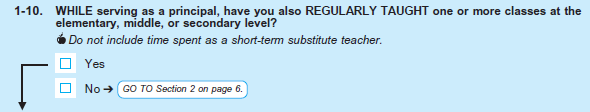 1-10. WHILE serving as a principal, have you also REGULARLY TAUGHT one or more classes at the
elementary, middle, or secondary level?
Do not include time spent as a short-term substitute teacher.
Yes
No ➔ GO TO Section 2 on page 6.